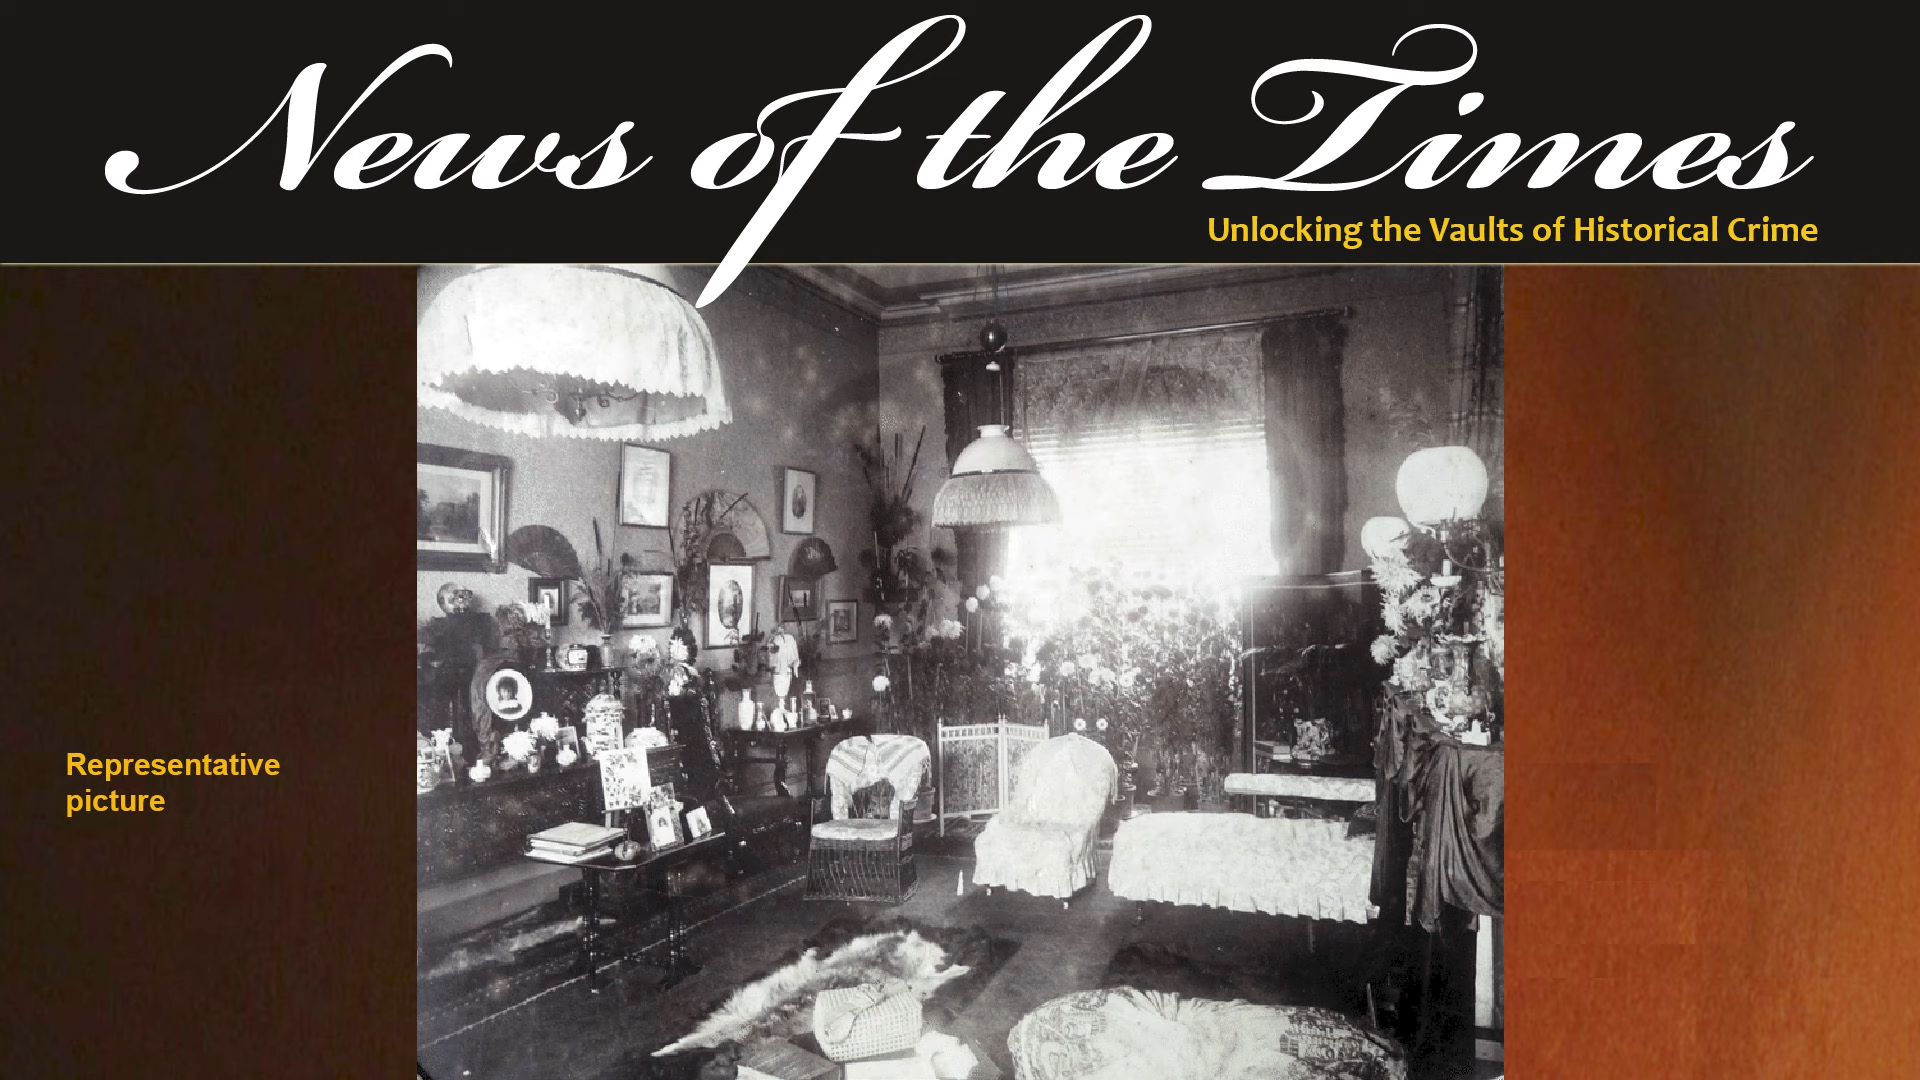 News of the Times
Unlocking the Vaults of Historical Crime
Representative
picture